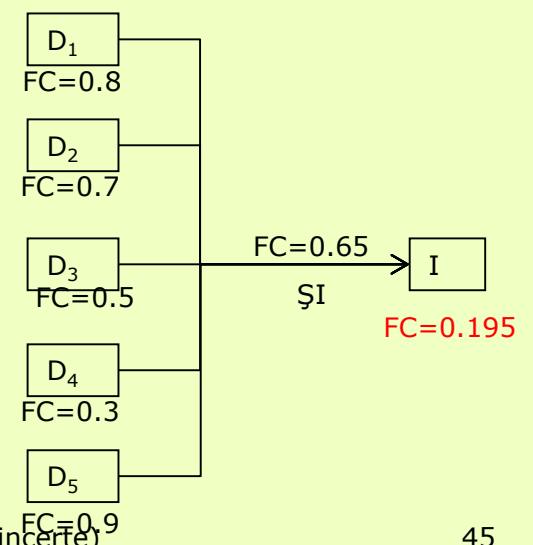 D₁
FC=0.8
D₂
FC=0.7
D₃
FC=0.5
D₄
FC=0.3
D₅
FC=0.9
FC=0.65
ŞI
I
FC=0.195
incerte)
45